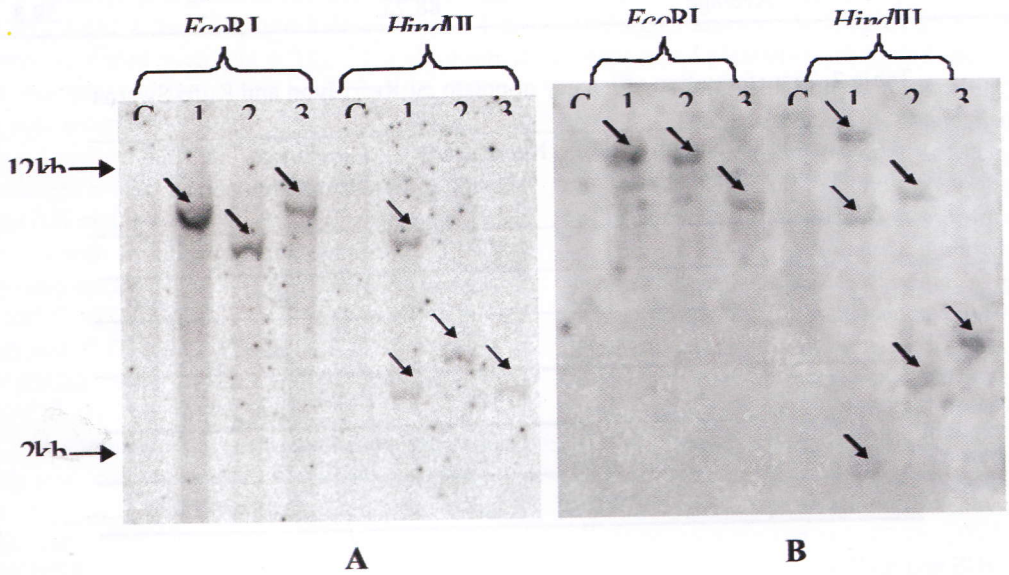 EcoRI HindIII EcoRI HindIII
C 1 2 3 C 1 2 3 C 1 2 3 C 1 2 3
12kb
2kb
A B